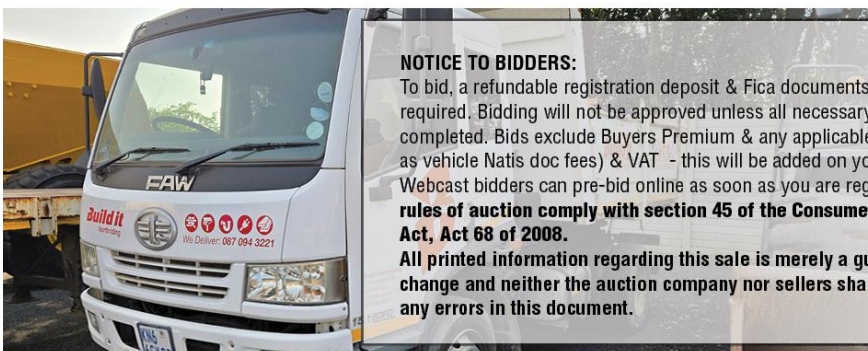 NOTICE TO BIDDERS:
To bid, a refundable registration deposit & Fica documents
required. Bidding will not be approved unless all necessary
completed. Bids exclude Buyers Premium & any applicable
as vehicle Natis doc fees) & VAT - this will be added on yo
Webcast bidders can pre-bid online as soon as you are reg
rules of auction comply with section 45 of the Consume
Act, Act 68 of 2008.
All printed information regarding this sale is merely a gu
change and neither the auction company nor sellers sha
any errors in this document.
FAW
Build it
Northriding
We Deliver: 087 094 3221
KN6